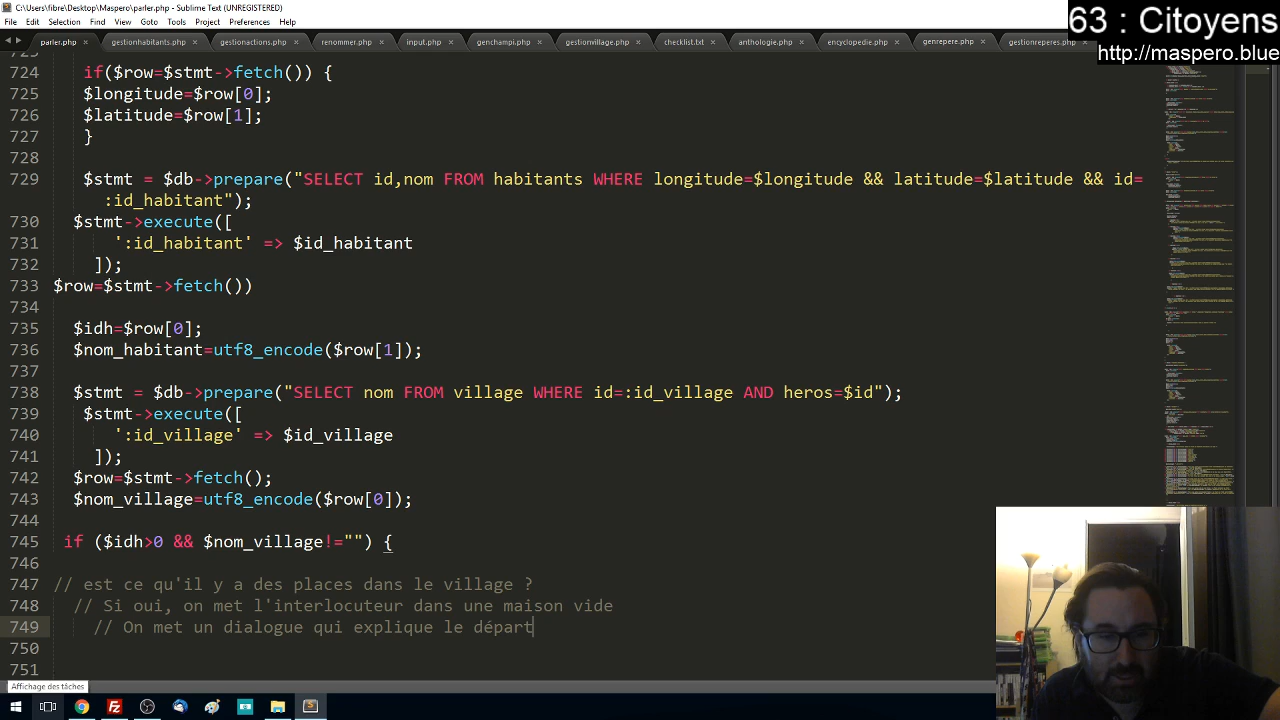 C:\Users\fibre\Desktop\Maspero\parler.php - Sublime Text (UNREGISTERED)
File Edit Selection Find View Goto Tools Project Preferences Help
63 : Citoyens
http://maspero.blue
parler.php gestionhabitants.php gestionactions.php renommer.php input.php genchampi.php gestionvillage.php checklist.txt anthologie.php encyclopedie.php genrepere.php gestionreperes.php
724 if($row=$stmt->fetch()) {
725 $longitude=$row[0];
726 $latitude=$row[1];
727 }
728
729 $stmt = $db->prepare("SELECT id,nom FROM habitants WHERE longitude=$longitude && latitude=$latitude && id=
:id_habitant");
730 $stmt->execute([
731 ':id_habitant' => $id_habitant
732 ]);
733 $row=$stmt->fetch())
734
735 $idh=$row[0];
736 $nom_habitant=utf8_encode($row[1]);
737
738 $stmt = $db->prepare("SELECT nom FROM village WHERE id=:id_village AND heros=$id");
739 $stmt->execute([
740 ':id_village' => $id_village
741 ]);
742 $row=$stmt->fetch();
743 $nom_village=utf8_encode($row[0]);
744
745 if ($idh>0 && $nom_village!="") {
746
747 // est ce qu'il y a des places dans le village ?
748 // Si oui, on met l'interlocuteur dans une maison vide
749 // On met un dialogue qui explique le départ
750
751
Affichage des tâches